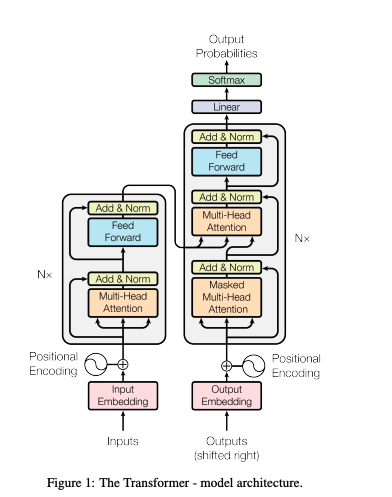 Output
Probabilities
Softmax
Linear
Add & Norm
Feed
Forward
Add & Norm
Multi-Head
Attention
Add & Norm
Masked
Multi-Head
Attention
N×
Add & Norm
Feed
Forward
Add & Norm
Multi-Head
Attention
N×
Positional
Encoding
Positional
Encoding
Input
Embedding
Output
Embedding
Inputs
Outputs
(shifted right)
Figure 1: The Transformer - model architecture.